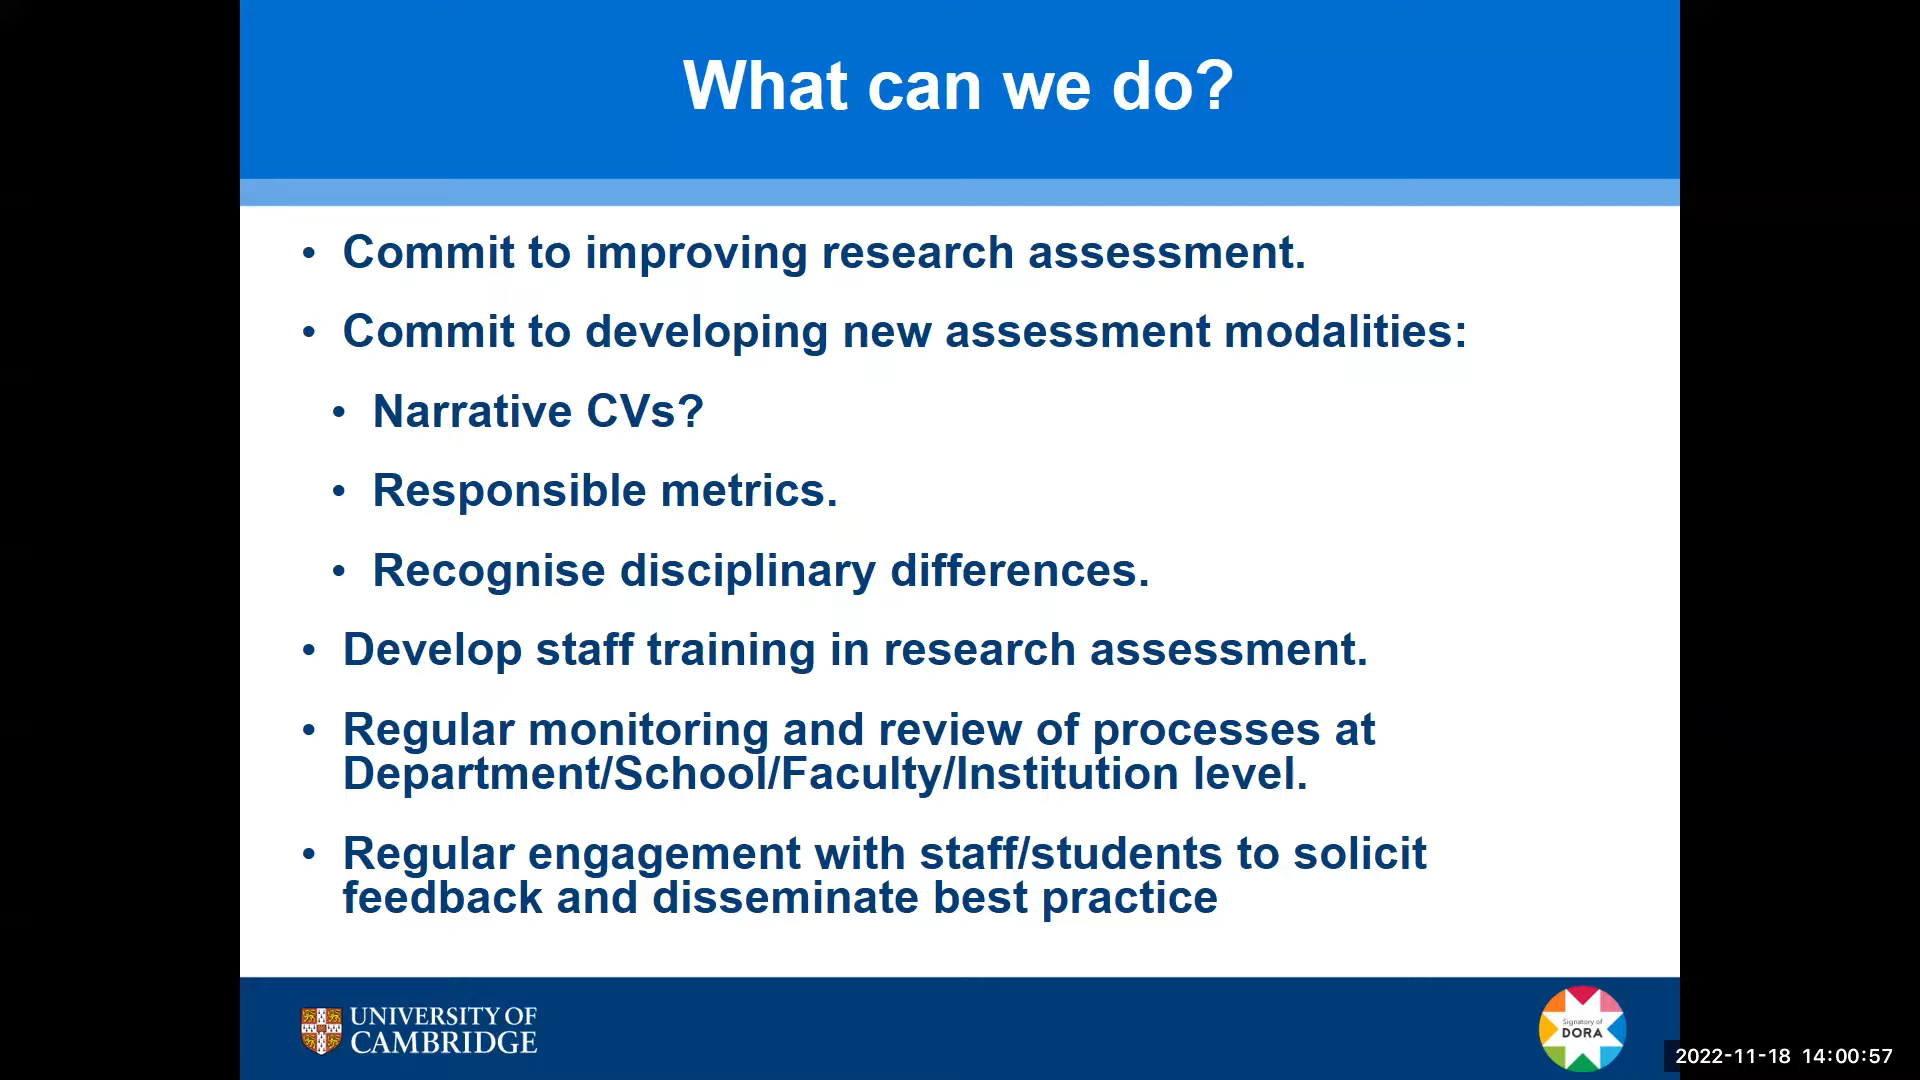 What can we do?
• Commit to improving research assessment.
• Commit to developing new assessment modalities:
• Narrative CVs?
• Responsible metrics.
• Recognise disciplinary differences.
• Develop staff training in research assessment.
• Regular monitoring and review of processes at
Department/School/Faculty/Institution level.
• Regular engagement with staff/students to solicit
feedback and disseminate best practice
UNIVERSITY OF
CAMBRIDGE
Signatory of
DORA
2022-11-18 14:00:57